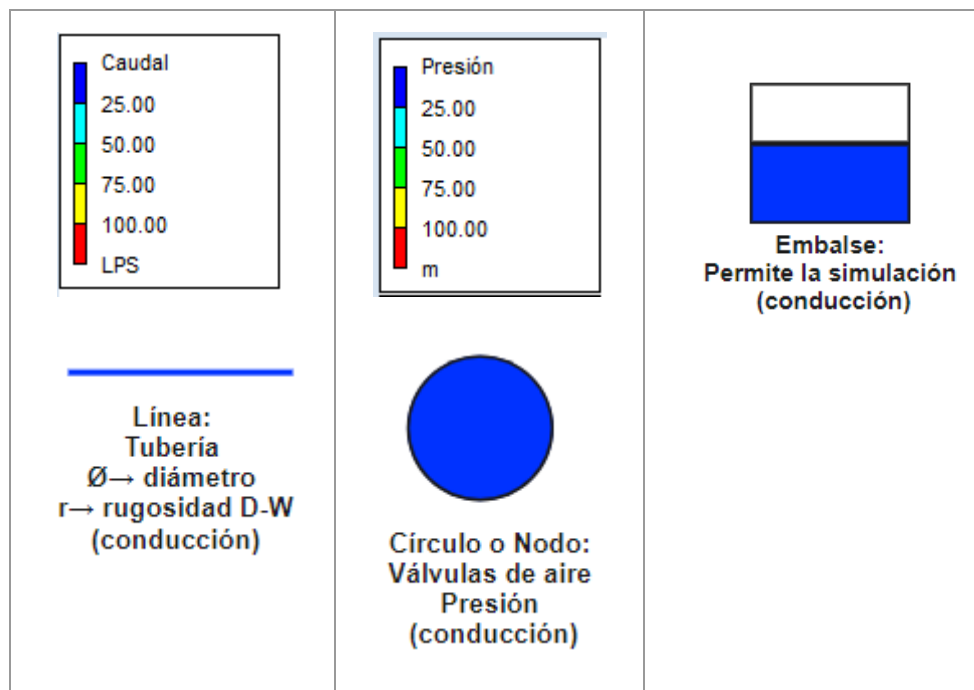 Caudal
25.00
50.00
75.00
100.00
LPS
Línea:
Tubería
Ø→ diámetro
r→ rugosidad D-W
(conducción)
Presión
25.00
50.00
75.00
100.00
m
Círculo o Nodo:
Válvulas de aire
Presión
(conducción)
Embalse:
Permite la simulación
(conducción)